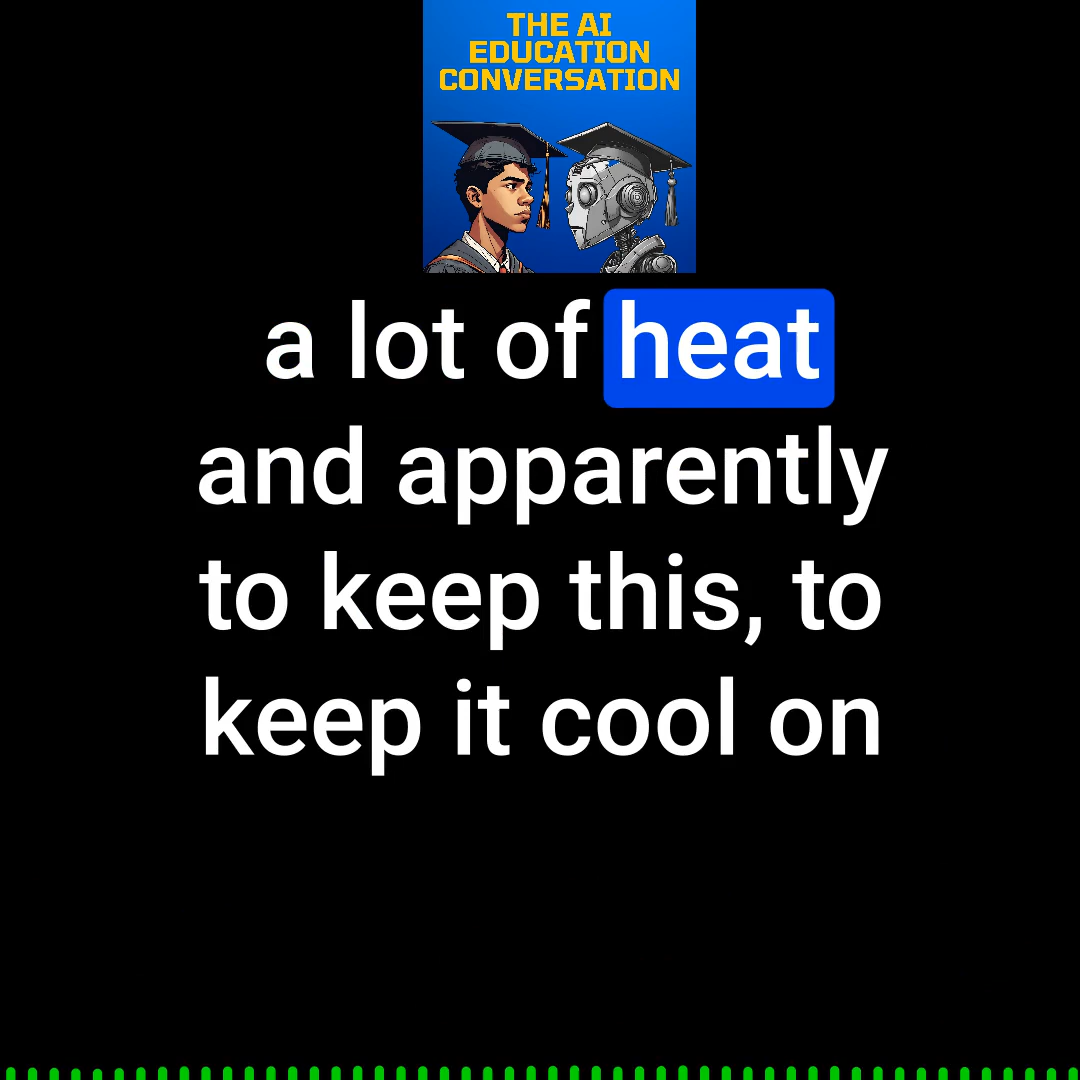 THE AI
EDUCATION
CONVERSATION
a lot of heat
and apparently
to keep this, to
keep it cool on